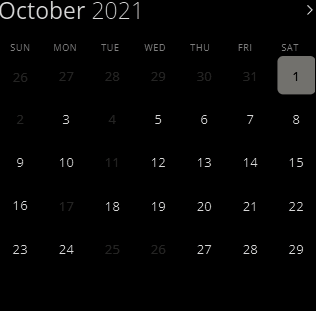 October 2021
SUN MON TUE WED THU FRI SAT
26 27 28 29 30 31 1
2 3 4 5 6 7 8
9 10 11 12 13 14 15
16 17 18 19 20 21 22
23 24 25 26 27 28 29